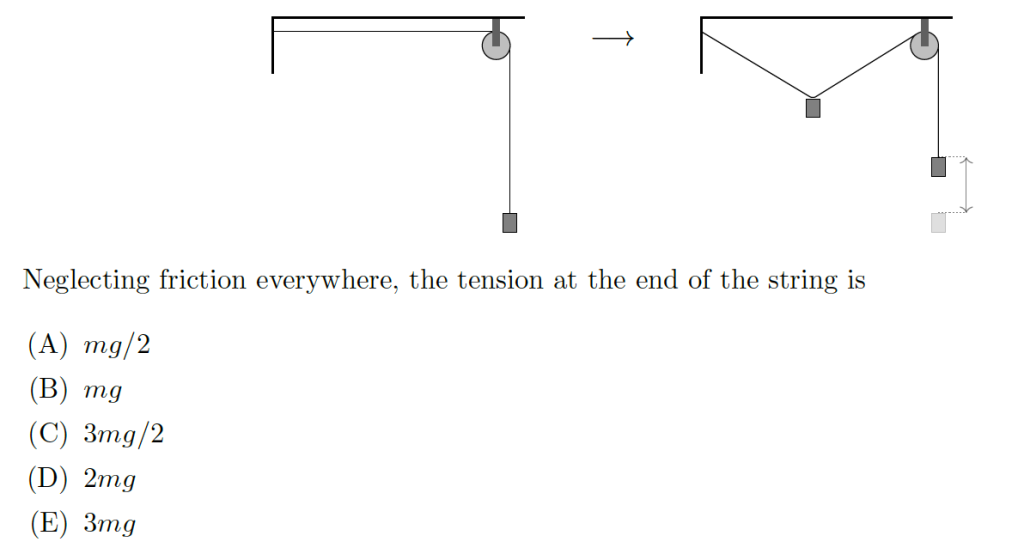 Neglecting friction everywhere, the tension at the end of the string is
(A) mg/2
(B) mg
(C) 3mg/2
(D) 2mg
(E) 3mg